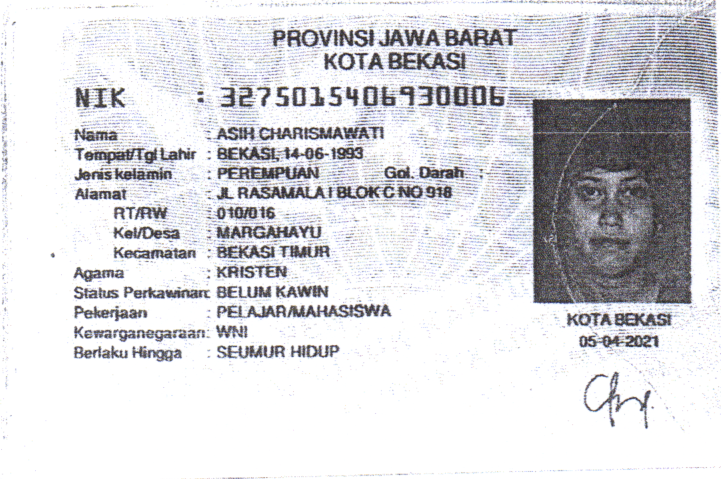 PROVINSI JAWA BARAT
KOTA BEKASI
NIK : 3275015406930006
Nama : ASIH CHARISMAWATI
Tempat/Tgl Lahir : BEKASI, 14-06-1993
Jenis kelamin : PEREMPUAN Gol. Darah :
Alamat : JL RASAMALA I BLOK C NO 918
RT/RW : 010/016
Kel/Desa : MARGAHAYU
Kecamatan : BEKASI TIMUR
Agama : KRISTEN
Status Perkawinan: BELUM KAWIN
Pekerjaan : PELAJAR/MAHASISWA
Kewarganegaraan: WNI
Berlaku Hingga : SEUMUR HIDUP
KOTA BEKASI
05-04-2021